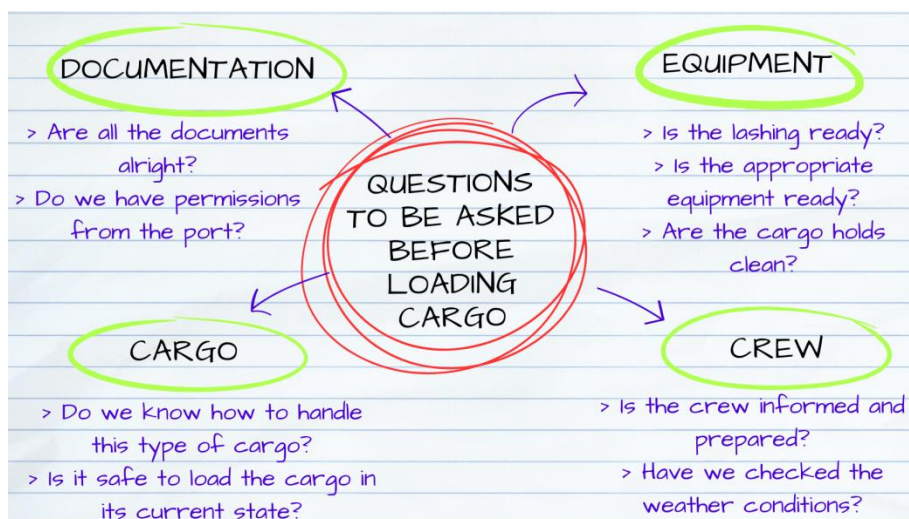 DOCUMENTATION
> Are all the documents
alright?
> Do we have permissions
from the port?
EQUIPMENT
> Is the lashing ready?
> Is the appropriate
equipment ready?
> Are the cargo holds
clean?
QUESTIONS
TO BE ASKED
BEFORE
LOADING
CARGO
CARGO
> Do we know how to handle
this type of cargo?
> Is it safe to load the cargo in
its current state?
CREW
> Is the crew informed and
prepared?
> Have we checked the
weather conditions?